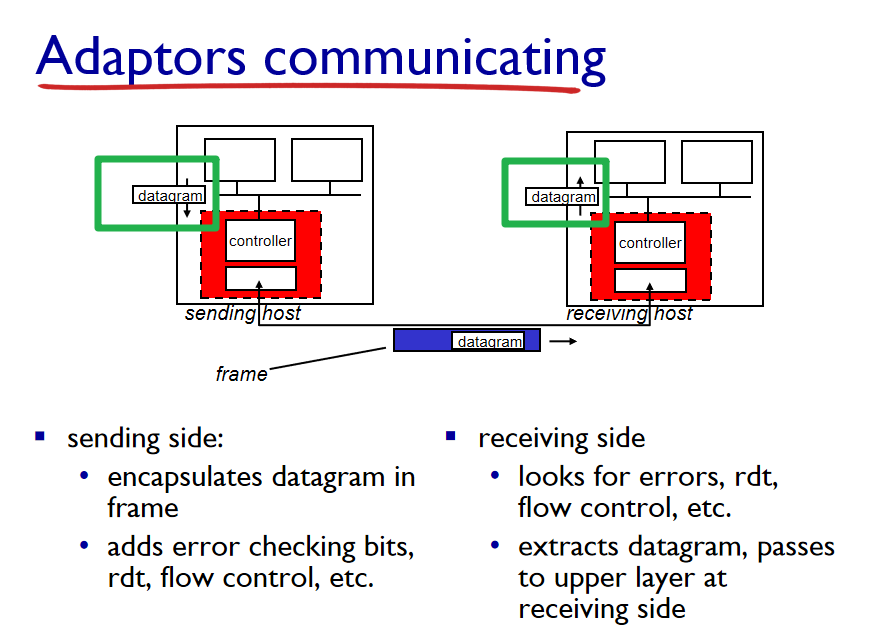 Adaptors communicating
datagram
datagram
controller
controller
sending host
receiving host
datagram
frame
sending side:
encapsulates datagram in
frame
adds error checking bits,
rdt, flow control, etc.
receiving side
looks for errors, rdt,
flow control, etc.
extracts datagram, passes
to upper layer at
receiving side